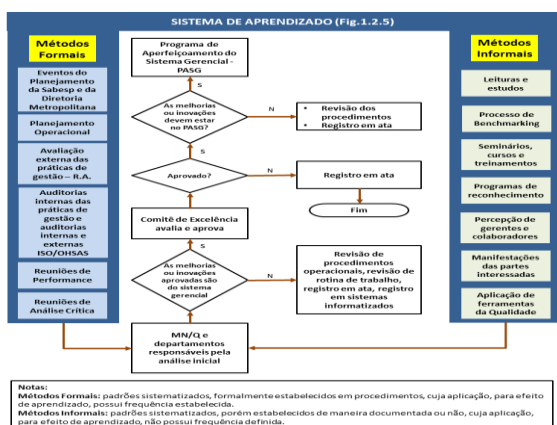 SISTEMA DE APRENDIZADO (Fig.1.2.5)
Métodos
Formais
Eventos do
Planejamento
da Sabesp e da
Diretoria
Metropolitana
Planejamento
Operacional
Avaliação
externa das
práticas de
gestão – R.A.
Auditorias
internas das
práticas de
gestão e
auditorias
internas e
externas
ISO/OHSAS
Reuniões de
Performance
Reuniões de
Análise Crítica
Programa de
Aperfeiçoamento do
Sistema Gerencial -
PASG
S
As melhorias
ou inovações
devem estar
no PASG?
N
• Revisão dos
procedimentos
• Registro em ata
S
Aprovado?
N
Registro em ata
Fim
Comitê de Excelência
avalia e aprova
S
As melhorias
ou inovações
aprovadas são do
sistema
gerencial
N
Revisão de
procedimentos
operacionais, revisão de
rotina de trabalho,
registro em ata, registro
em sistemas
informatizados
MN/Q e
departamentos
responsáveis pela
análise inicial
Métodos
Informais
Leituras e
estudos
Processo de
Benchmarking
Seminários,
cursos e
treinamentos
Programas de
reconhecimento
Percepção de
gerentes e
colaboradores
Manifestações
das partes
interessadas
Aplicação de
ferramentas
da Qualidade
Notas:
Métodos Formais: padrões sistematizados, formalmente estabelecidos em procedimentos, cuja aplicação, para efeito
de aprendizado, possui frequência estabelecida.
Métodos Informais: padrões sistematizados, porém estabelecidos de maneira documentada ou não, cuja aplicação,
para efeito de aprendizado, não possui frequência definida.